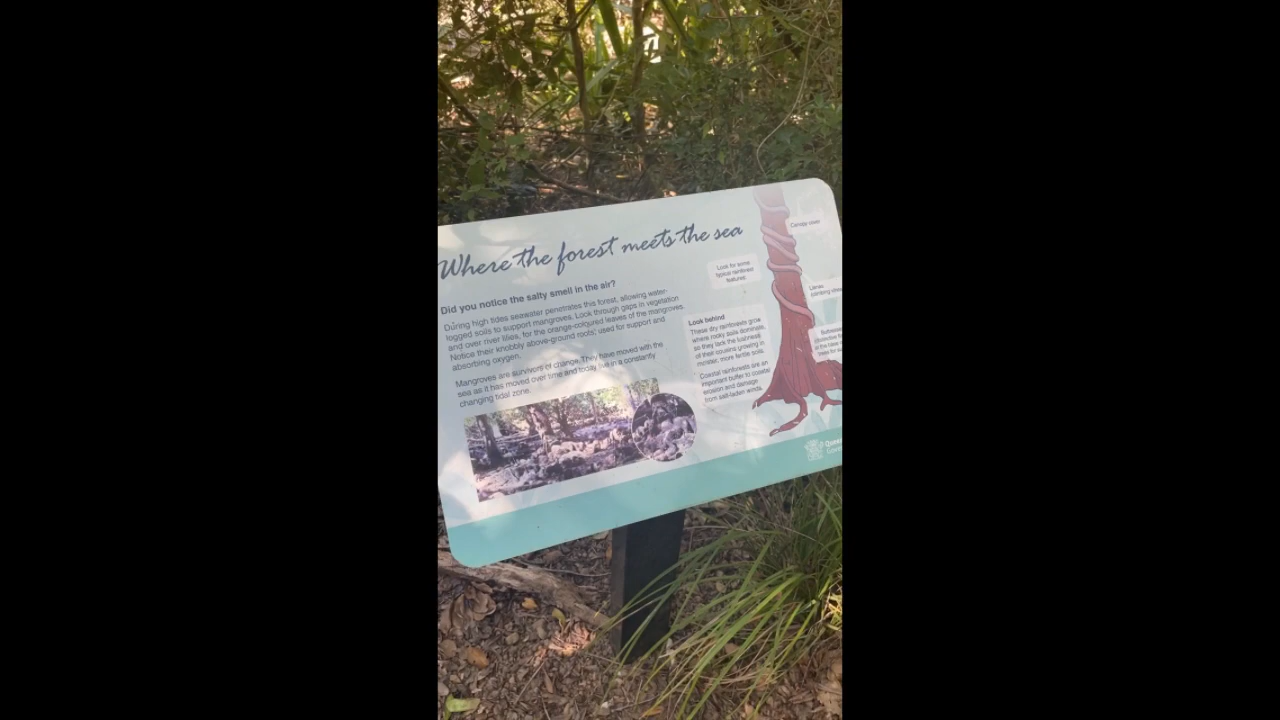 Where the forest meets the sea
Did you notice the salty smell in the air?
During high tides seawater penetrates this forest, allowing water-
logged soils to support mangroves. Look through gaps in vegetation
and over river lilies, for the orange-coloured leaves of the mangroves.
Notice their knobbly above-ground roots, used for support and
absorbing oxygen.
Mangroves are survivors of change. They have moved with the
sea as it has moved over time and today live in a constantly
changing tidal zone.
Look for some
typical rainforest
features
Look behind
These dry rainforests grow
where rocky soils dominate,
so they lack the lushness
of their cousins growing in
moister, more fertile soils.
Coastal rainforests are an
important buffer to coastal
erosion and damage
from salt-laden winds.
Canopy cover
Lianas
climbing vines